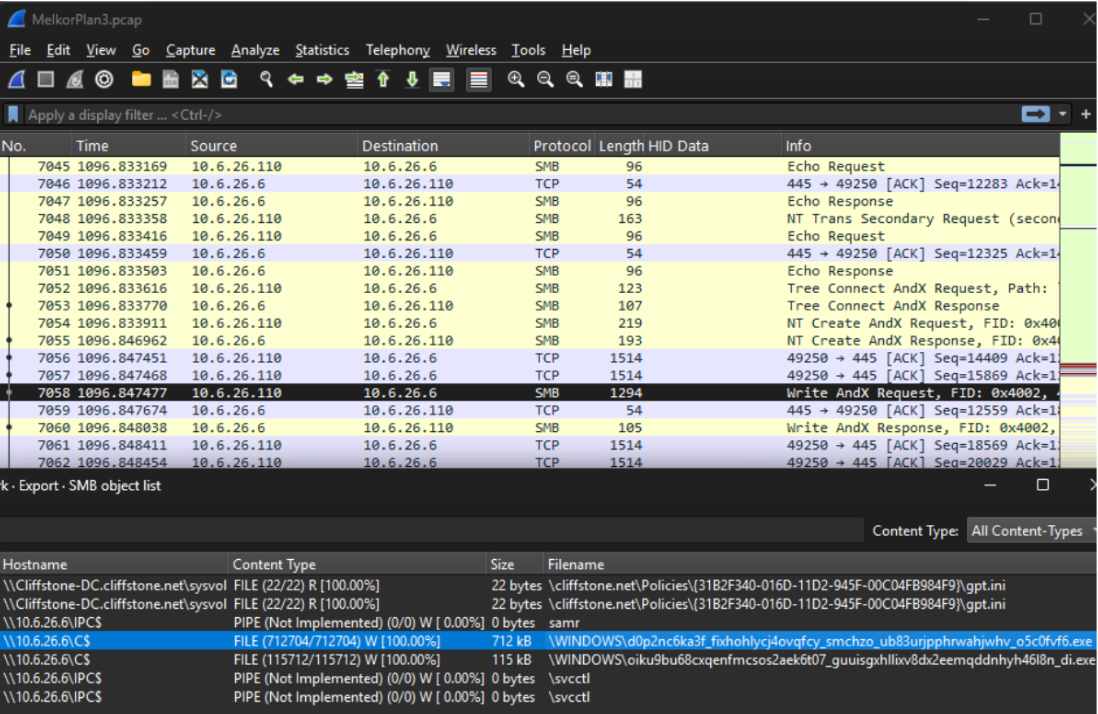 MelkorPlan3.pcap
File Edit View Go Capture Analyze Statistics Telephony Wireless Tools Help
Apply a display filter ... <Ctrl-/>
No. Time Source Destination Protocol Length HID Data Info
7045 1096.833169 10.6.26.110 10.6.26.6 SMB 96 Echo Request
7046 1096.833212 10.6.26.6 10.6.26.110 TCP 54 445 → 49250 [ACK] Seq=12283 Ack=14
7047 1096.833257 10.6.26.6 10.6.26.110 SMB 96 Echo Response
7048 1096.833358 10.6.26.110 10.6.26.6 SMB 163 NT Trans Secondary Request (secon
7049 1096.833416 10.6.26.110 10.6.26.6 SMB 96 Echo Request
7050 1096.833459 10.6.26.6 10.6.26.110 TCP 54 445 → 49250 [ACK] Seq=12325 Ack=14
7051 1096.833503 10.6.26.6 10.6.26.110 SMB 96 Echo Response
7052 1096.833616 10.6.26.110 10.6.26.6 SMB 123 Tree Connect AndX Request, Path:
7053 1096.833770 10.6.26.6 10.6.26.110 SMB 107 Tree Connect AndX Response
7054 1096.833911 10.6.26.110 10.6.26.6 SMB 219 NT Create AndX Request, FID: 0x400
7055 1096.846962 10.6.26.6 10.6.26.110 SMB 193 NT Create AndX Response, FID: 0x40
7056 1096.847451 10.6.26.110 10.6.26.6 TCP 1514 49250 → 445 [ACK] Seq=14409 Ack=12
7057 1096.847468 10.6.26.110 10.6.26.6 TCP 1514 49250 → 445 [ACK] Seq=15869 Ack=12
7058 1096.847477 10.6.26.110 10.6.26.6 SMB 1294 Write AndX Request, FID: 0x4002,
7059 1096.847674 10.6.26.6 10.6.26.110 TCP 54 445 → 49250 [ACK] Seq=12559 Ack=18
7060 1096.848038 10.6.26.6 10.6.26.110 SMB 105 Write AndX Response, FID: 0x4002,
7061 1096.848411 10.6.26.110 10.6.26.6 TCP 1514 49250 → 445 [ACK] Seq=18569 Ack=12
7062 1096.848454 10.6.26.110 10.6.26.6 TCP 1514 49250 → 445 [ACK] Seq=20029 Ack=12
rk · Export · SMB object list
Content Type: All Content-Types
Hostname Content Type Size Filename
\\Cliffstone-DC.cliffstone.net\sysvol FILE (22/22) R [100.00%] 22 bytes \cliffstone.net\Policies\{31B2F340-016D-11D2-945F-00C04FB984F9}\gpt.ini
\\Cliffstone-DC.cliffstone.net\sysvol FILE (22/22) R [100.00%] 22 bytes \cliffstone.net\Policies\{31B2F340-016D-11D2-945F-00C04FB984F9}\gpt.ini
\\10.6.26.6\IPC$ PIPE (Not Implemented) (0/0) W [ 0.00%] 0 bytes samr
\\10.6.26.6\C$ FILE (712704/712704) W [100.00%] 712 kB \WINDOWS\d0p2nc6ka3f_fixhohlycj4ovqfcy_smchzo_ub83urjpphrwahjwhv_o5c0fvf6.exe
\\10.6.26.6\C$ FILE (115712/115712) W [100.00%] 115 kB \WINDOWS\oiku9bu68cxqenfmcsos2aek6t07_guuisgxhllixv8dx2eemqddnhyh46l8n_di.exe
\\10.6.26.6\IPC$ PIPE (Not Implemented) (0/0) W [ 0.00%] 0 bytes \svcctl
\\10.6.26.6\IPC$ PIPE (Not Implemented) (0/0) W [ 0.00%] 0 bytes \svcctl